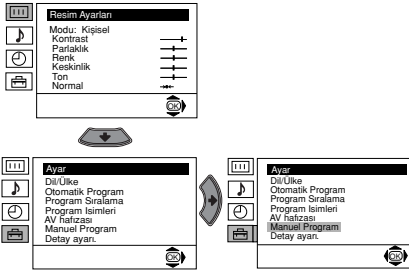 Resim Ayarları
Modu: Kişisel
Kontrast
Parlaklık
Renk
Keskinlik
Ton
Normal
OK
Ayar
Dil/Ülke
Otomatik Program
Program Sıralama
Program Isimleri
AV hafızası
Manuel Program
Detay ayarı.
OK
Ayar
Dil/Ülke
Otomatik Program
Program Sıralama
Program Isimleri
AV hafızası
Manuel Program
Detay ayarı.
OK